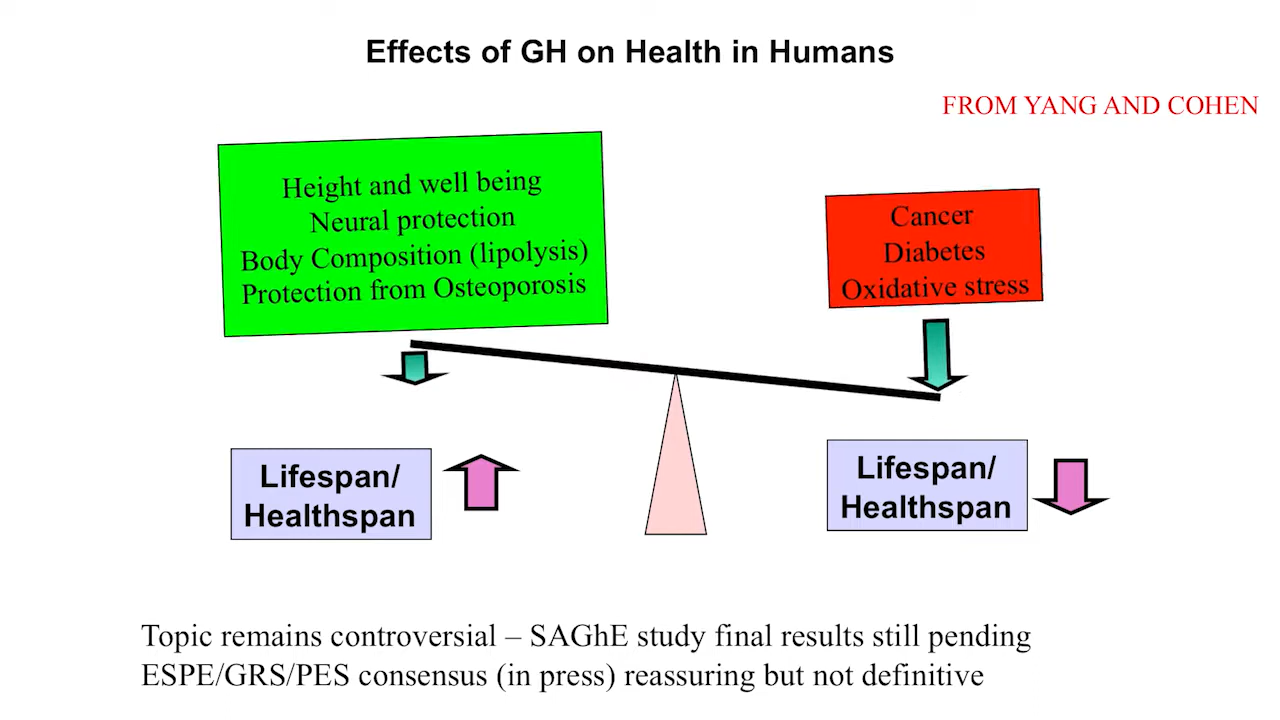 Effects of GH on Health in Humans
FROM YANG AND COHEN
Height and well being
Neural protection
Body Composition (lipolysis)
Protection from Osteoporosis
Cancer
Diabetes
Oxidative stress
Lifespan/
Healthspan
Lifespan/
Healthspan
Topic remains controversial – SAGhE study final results still pending
ESPE/GRS/PES consensus (in press) reassuring but not definitive